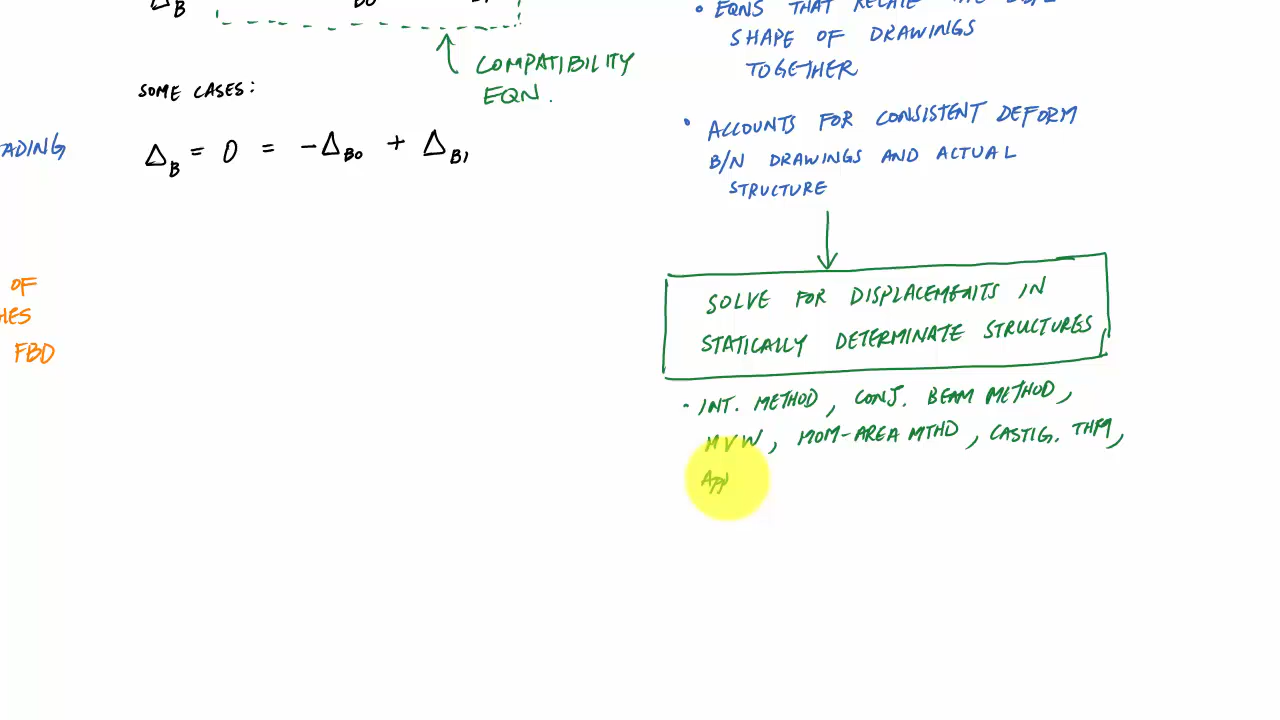 Δ_B
B0
• EQNS THAT RELATE THE
SHAPE OF DRAWINGS
TOGETHER
COMPATIBILITY
EQN.
SOME CASES:
Δ_B = 0 = -Δ_B0 + Δ_B1
ADING
• ACCOUNTS FOR CONSISTENT DEFORM
B/N DRAWINGS AND ACTUAL
STRUCTURE
SOLVE FOR DISPLACEMENTS IN
STATICALLY DETERMINATE STRUCTURES
OF
HES
FBD
• INT. METHOD, CONJ. BEAM METHOD,
MVW, MOM-AREA MTHD, CASTIG. THM,
APP